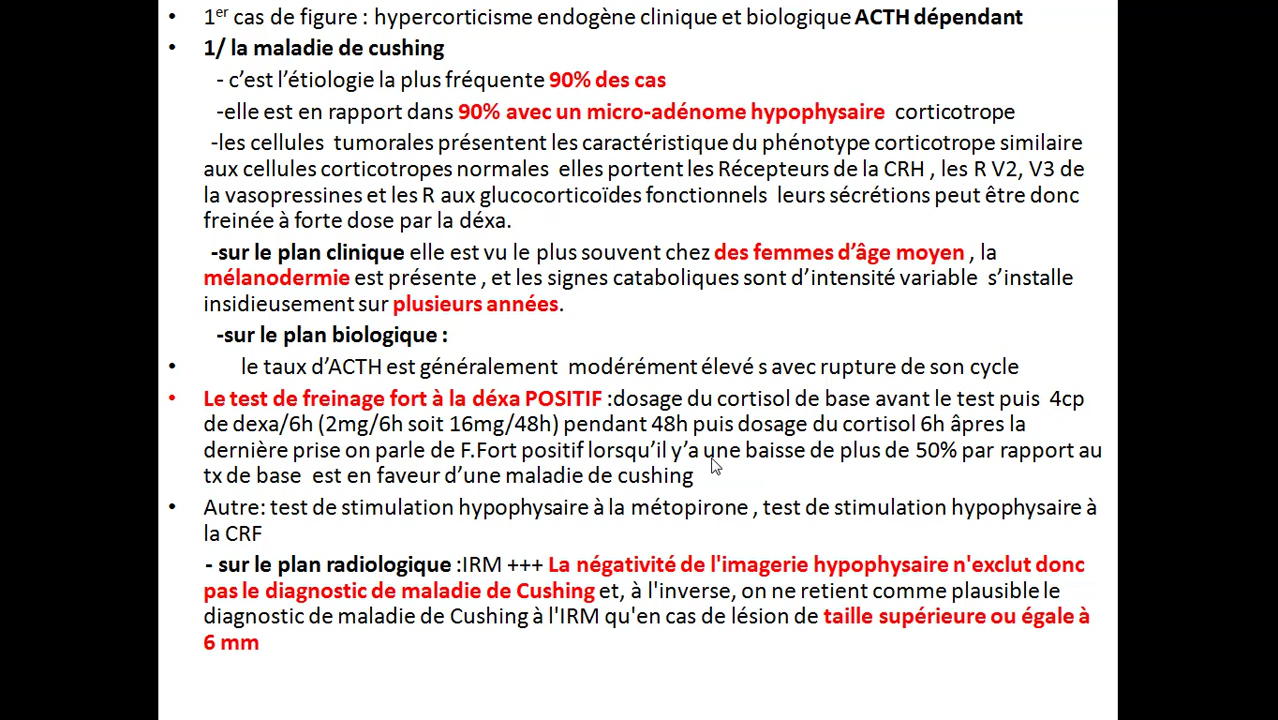 • 1er cas de figure : hypercorticisme endogène clinique et biologique ACTH dépendant
• 1/ la maladie de cushing
- c’est l’étiologie la plus fréquente 90% des cas
-elle est en rapport dans 90% avec un micro-adénome hypophysaire corticotrope
-les cellules tumorales présentent les caractéristique du phénotype corticotrope similaire
aux cellules corticotropes normales elles portent les Récepteurs de la CRH , les R V2, V3 de
la vasopressines et les R aux glucocorticoïdes fonctionnels leurs sécrétions peut être donc
freinée à forte dose par la déxa.
-sur le plan clinique elle est vu le plus souvent chez des femmes d’âge moyen , la
mélanodermie est présente , et les signes cataboliques sont d’intensité variable s’installe
insidieusement sur plusieurs années.
-sur le plan biologique :
• le taux d’ACTH est généralement modérément élevé s avec rupture de son cycle
• Le test de freinage fort à la déxa POSITIF :dosage du cortisol de base avant le test puis 4cp
de dexa/6h (2mg/6h soit 16mg/48h) pendant 48h puis dosage du cortisol 6h âpres la
dernière prise on parle de F.Fort positif lorsqu’il y’a une baisse de plus de 50% par rapport au
tx de base est en faveur d’une maladie de cushing
• Autre: test de stimulation hypophysaire à la métopirone , test de stimulation hypophysaire à
la CRF
- sur le plan radiologique :IRM +++ La négativité de l'imagerie hypophysaire n'exclut donc
pas le diagnostic de maladie de Cushing et, à l'inverse, on ne retient comme plausible le
diagnostic de maladie de Cushing à l'IRM qu'en cas de lésion de taille supérieure ou égale à
6 mm